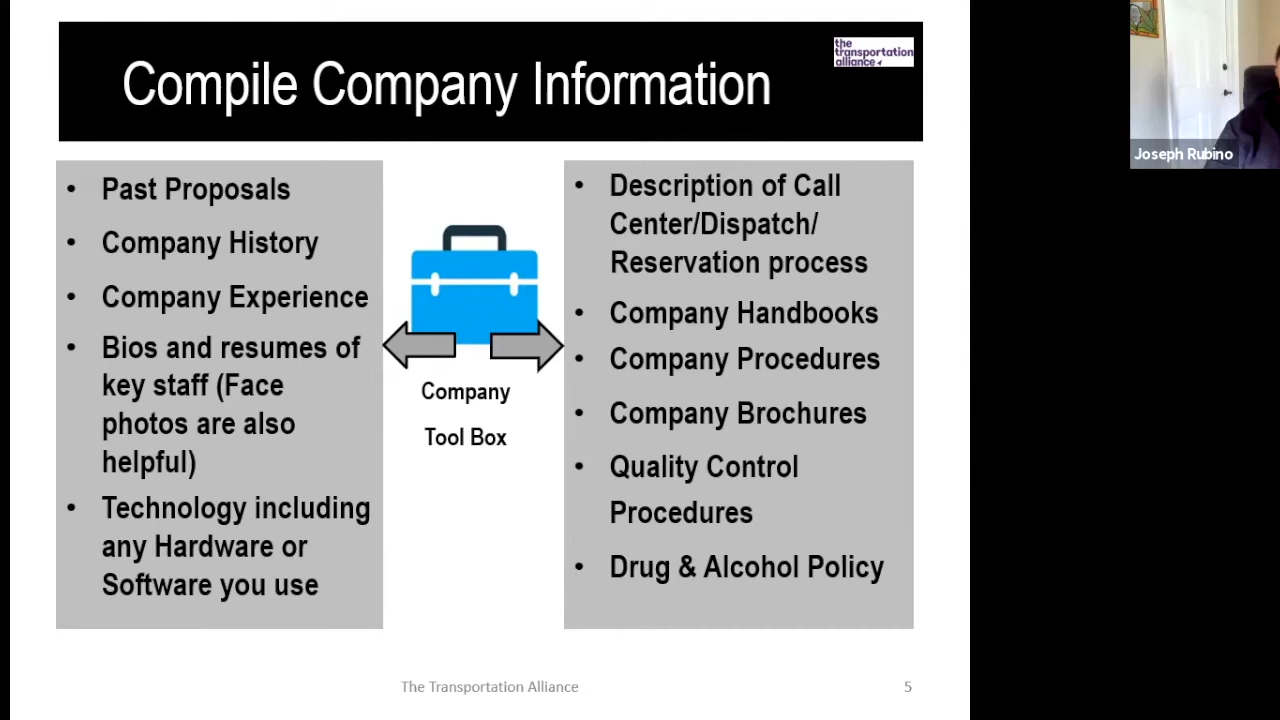 Compile Company Information
the
transportation
alliance
• Past Proposals
• Company History
• Company Experience
• Bios and resumes of
key staff (Face
photos are also
helpful)
• Technology including
any Hardware or
Software you use
Company
Tool Box
• Description of Call
Center/Dispatch/
Reservation process
• Company Handbooks
• Company Procedures
• Company Brochures
• Quality Control
Procedures
• Drug & Alcohol Policy
The Transportation Alliance
5
Joseph Rubino